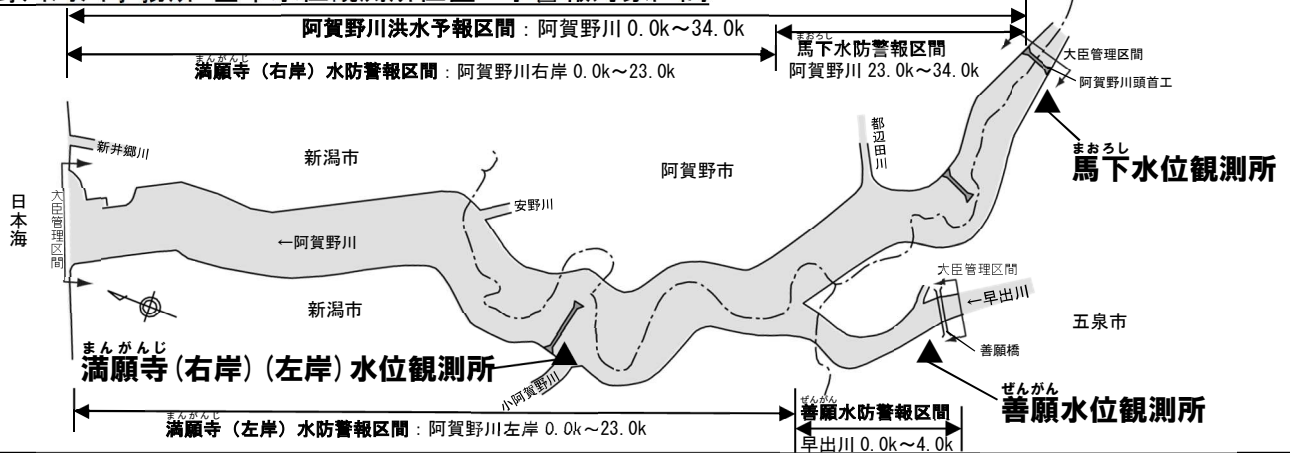 阿賀野川洪水予報区間：阿賀野川 0.0k～34.0k
まんがんじ
満願寺（右岸）水防警報区間：阿賀野川右岸 0.0k～23.0k
まおろし
馬下水防警報区間
阿賀野川 23.0k～34.0k
大臣管理区間
阿賀野川頭首工
まおろし
馬下水位観測所
都辺田川
新井郷川
新潟市
阿賀野市
日本海
大臣管理区間
安野川
←阿賀野川
新潟市
大臣管理区間
←早出川
五泉市
善願橋
まんがんじ
満願寺(右岸)(左岸)水位観測所
小阿賀野川
ぜんがん
善願水位観測所
まんがんじ
満願寺（左岸）水防警報区間：阿賀野川左岸 0.0k～23.0k
ぜんがん
善願水防警報区間
早出川 0.0k～4.0k